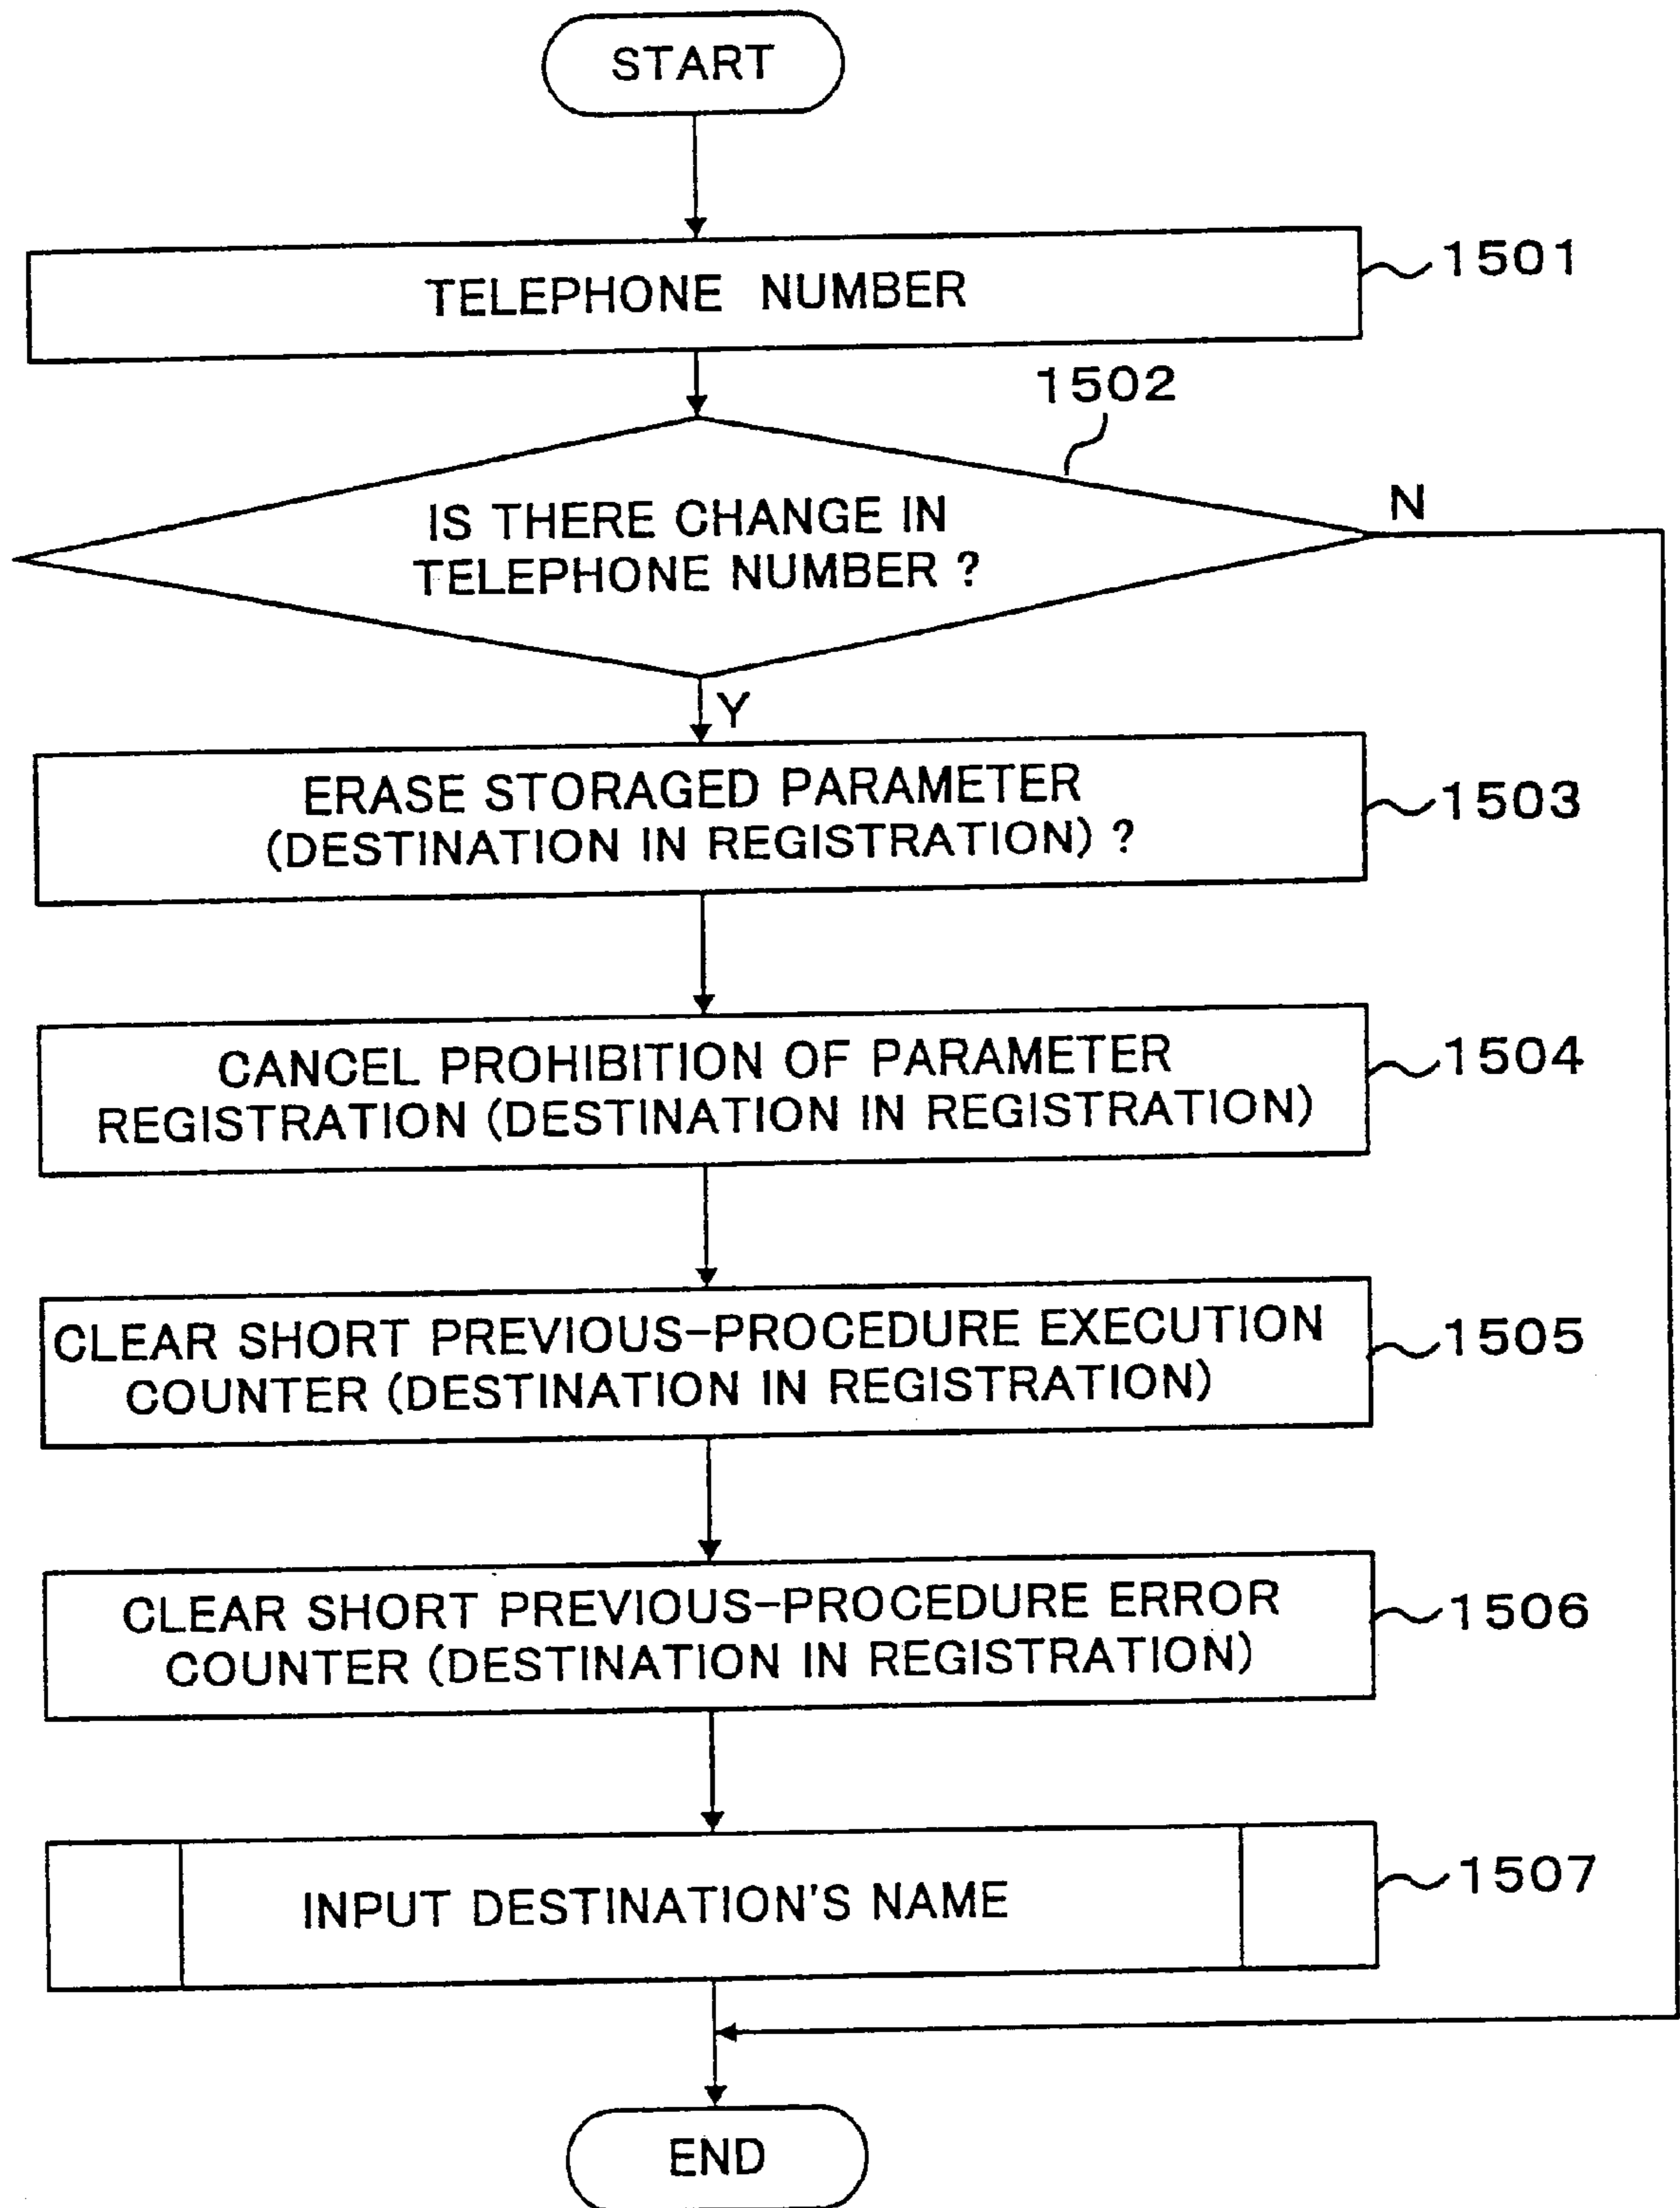 START
TELEPHONE NUMBER
1501
1502
IS THERE CHANGE IN
TELEPHONE NUMBER ?
N
Y
ERASE STORAGED PARAMETER
(DESTINATION IN REGISTRATION) ?
1503
CANCEL PROHIBITION OF PARAMETER
REGISTRATION (DESTINATION IN REGISTRATION)
1504
CLEAR SHORT PREVIOUS-PROCEDURE EXECUTION
COUNTER (DESTINATION IN REGISTRATION)
1505
CLEAR SHORT PREVIOUS-PROCEDURE ERROR
COUNTER (DESTINATION IN REGISTRATION)
1506
INPUT DESTINATION'S NAME
1507
END